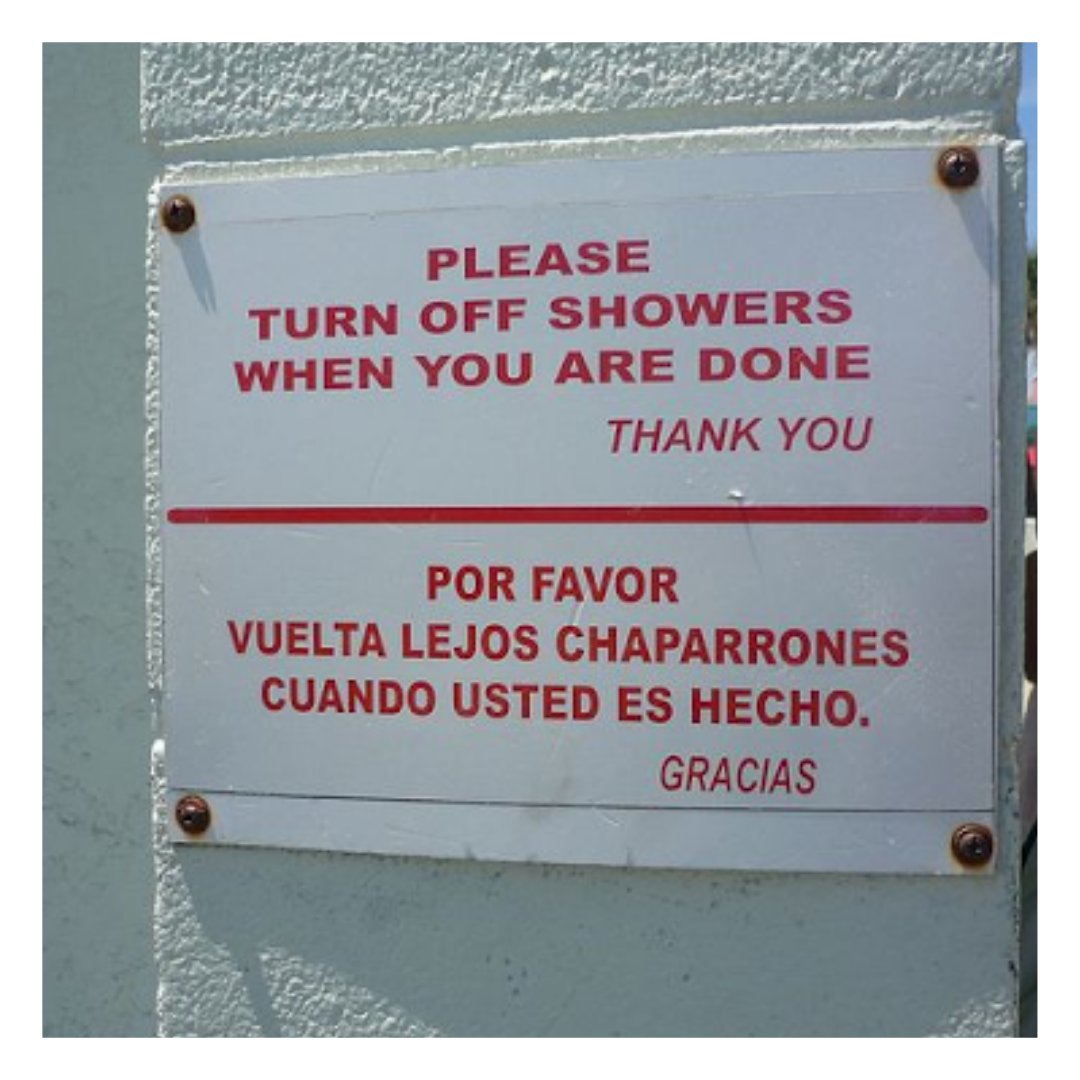 PLEASE
TURN OFF SHOWERS
WHEN YOU ARE DONE
THANK YOU
POR FAVOR
VUELTA LEJOS CHAPARRONES
CUANDO USTED ES HECHO.
GRACIAS